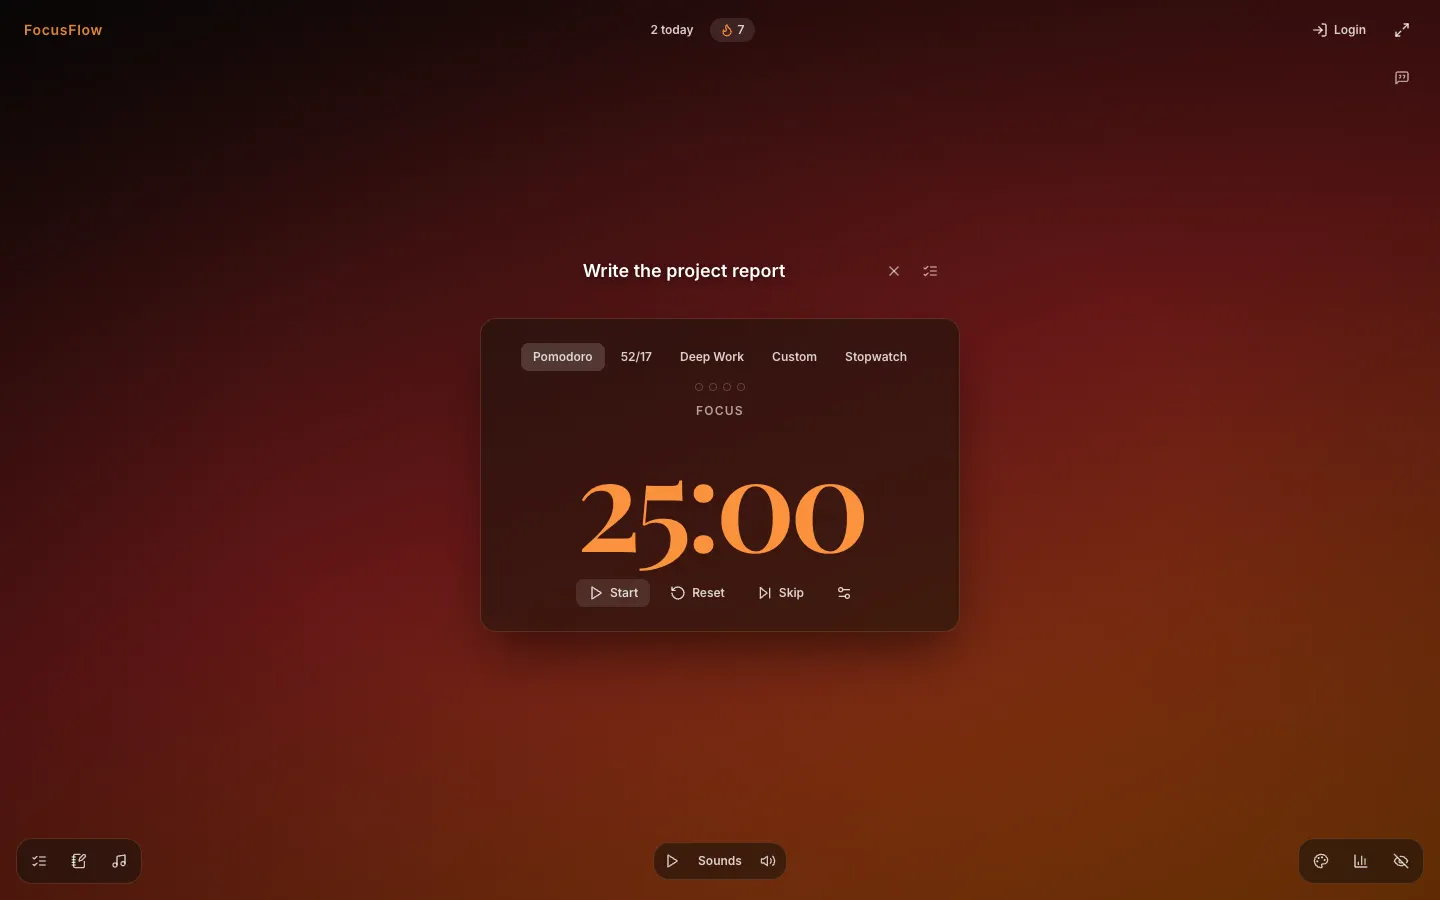 FocusFlow
2 today
7
Login
Write the project report
Pomodoro
52/17
Deep Work
Custom
Stopwatch
FOCUS
25:00
Start
Reset
Skip
Sounds